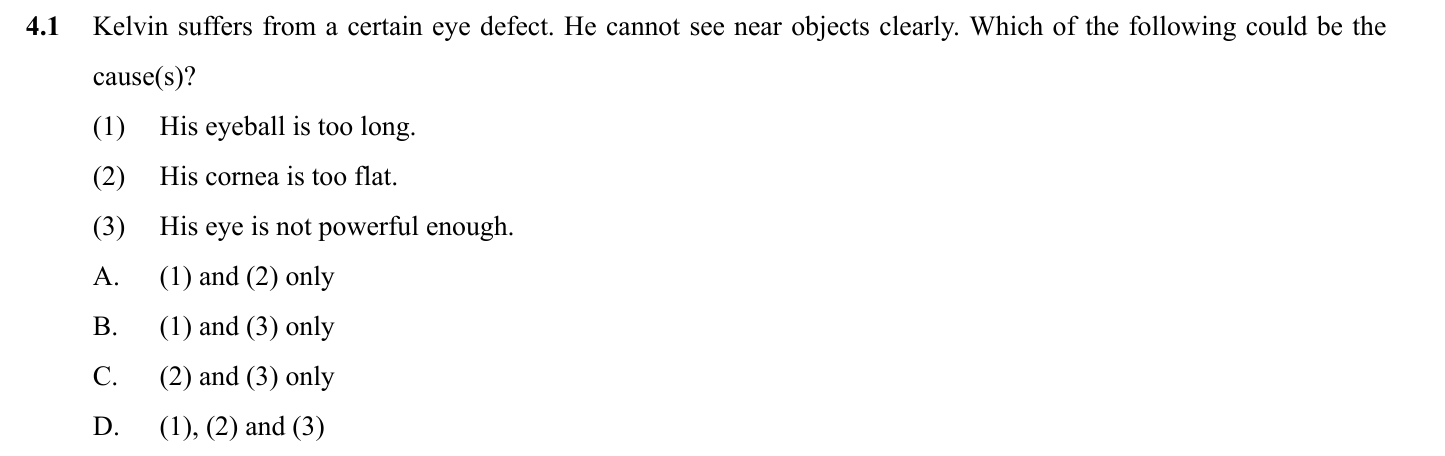 4.1 Kelvin suffers from a certain eye defect. He cannot see near objects clearly. Which of the following could be the
cause(s)?
(1) His eyeball is too long.
(2) His cornea is too flat.
(3) His eye is not powerful enough.
A. (1) and (2) only
B. (1) and (3) only
C. (2) and (3) only
D. (1), (2) and (3)